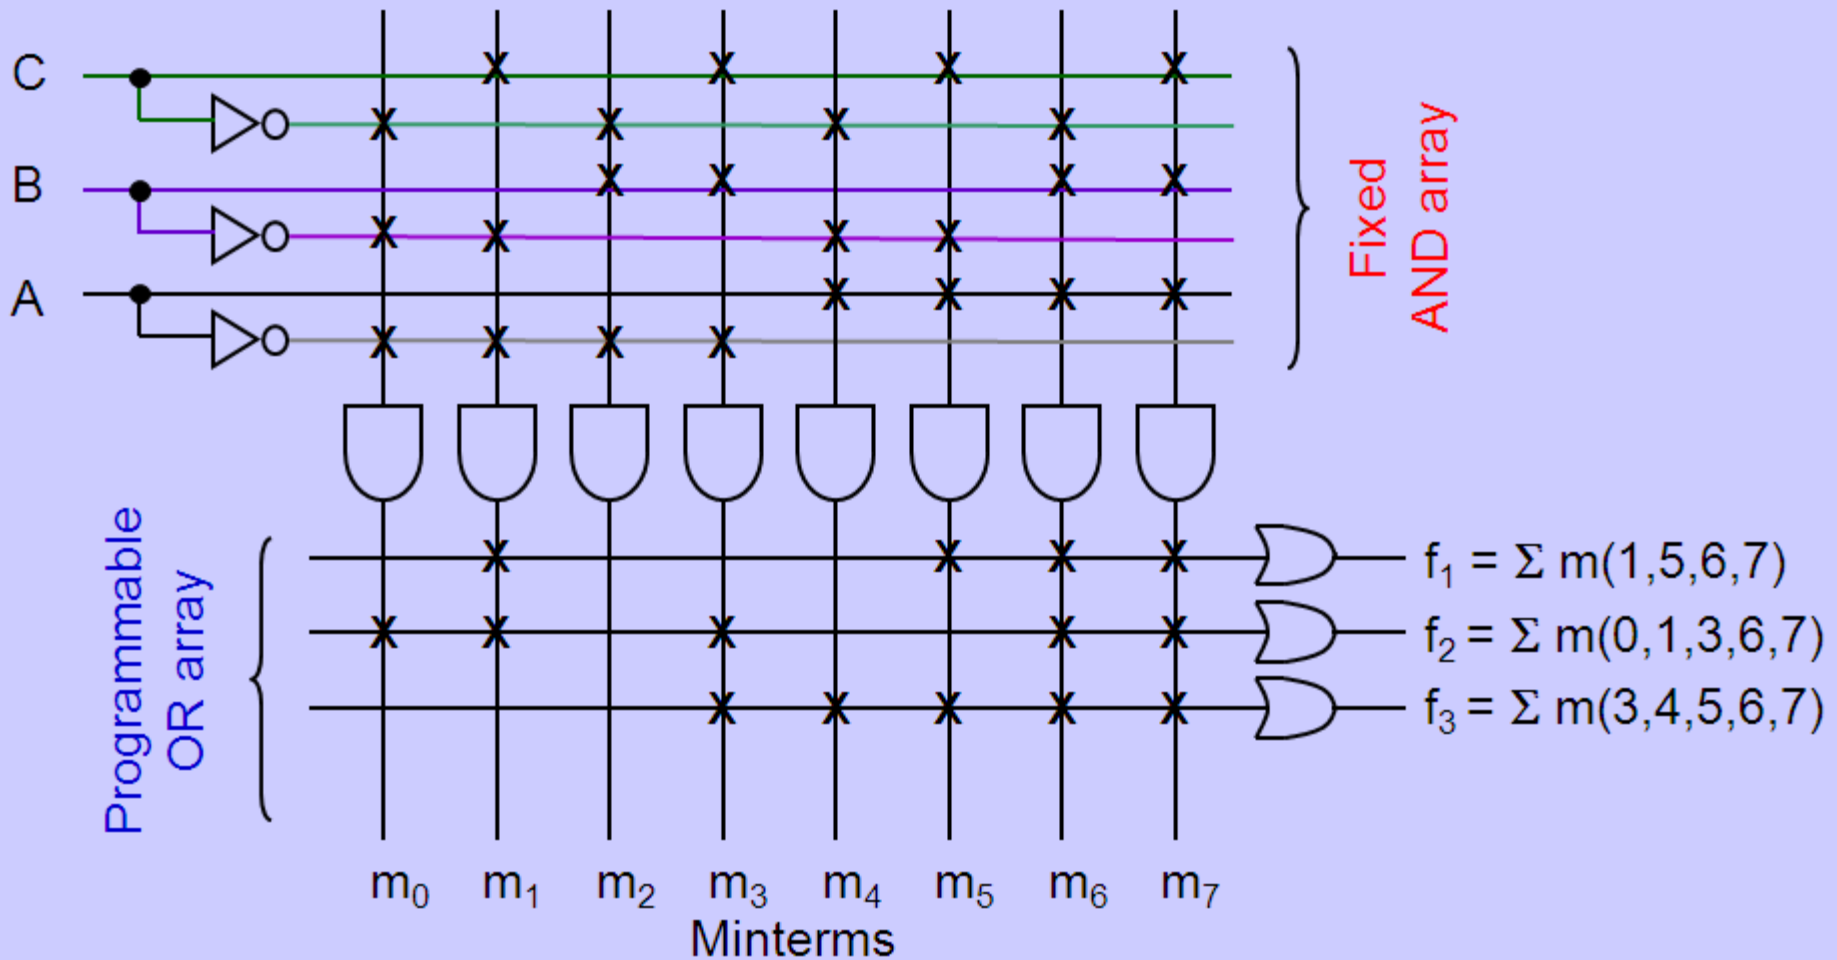 C
B
A
Fixed
AND array
Programmable
OR array
f₁ = Σ m(1,5,6,7)
f₂ = Σ m(0,1,3,6,7)
f₃ = Σ m(3,4,5,6,7)
m₀ m₁ m₂ m₃ m₄ m₅ m₆ m₇
Minterms